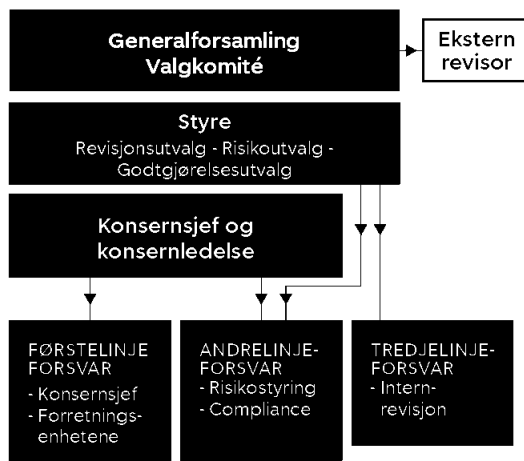 Generalforsamling
Valgkomité
Ekstern
revisor
Styre
Revisjonsutvalg - Risikoutvalg -
Godtgjørelsesutvalg
Konsernsjef og
konsernledelse
FØRSTELINJE
FORSVAR
- Konsernsjef
- Forretnings-
enhetene
ANDRELINJE-
FORSVAR
- Risikostyring
- Compliance
TREDJELINJE-
FORSVAR
- Intern-
revisjon